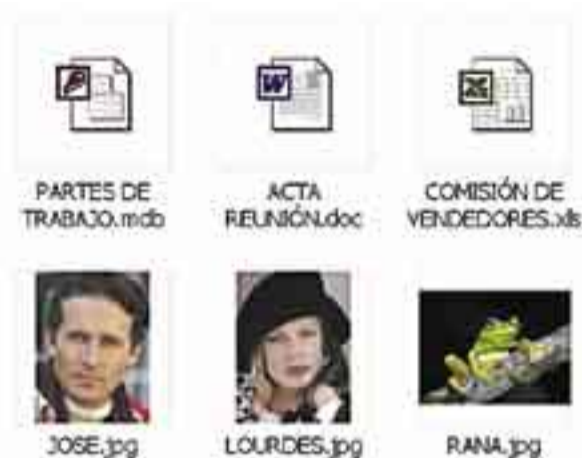 PARTES DE
TRABAJO.mdb
ACTA
REUNIÓN.doc
COMISIÓN DE
VENDEDORES.xls
JOSE.jpg
LOURDES.jpg
RANA.jpg